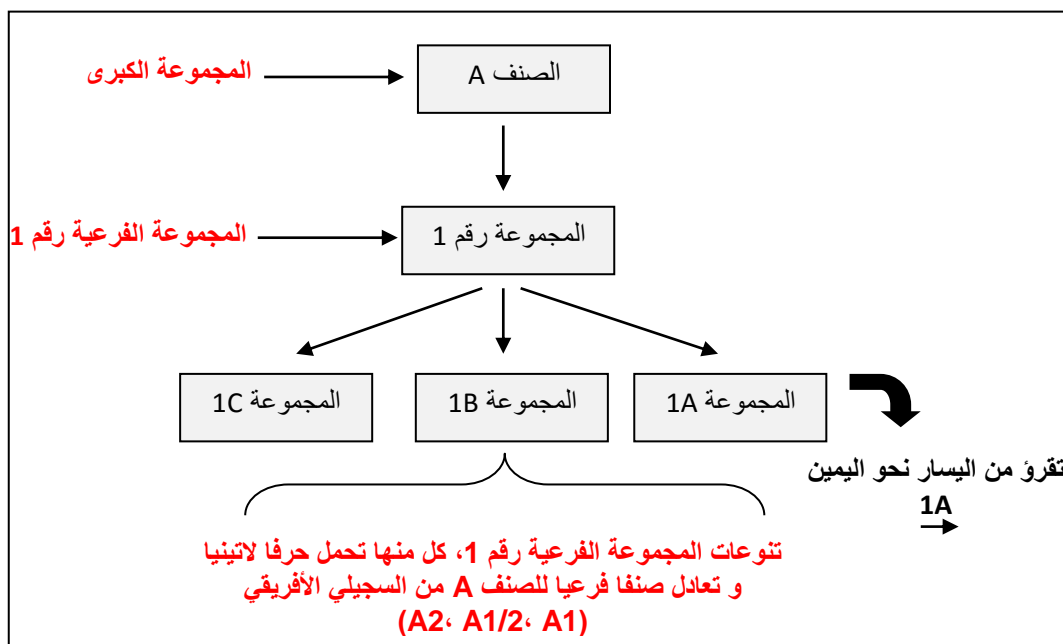 الصنف A
المجموعة الكبرى
المجموعة رقم 1
المجموعة الفرعية رقم 1
المجموعة 1A
المجموعة 1B
المجموعة 1C
تقرؤ من اليسار نحو اليمين
1A
تنوعات المجموعة الفرعية رقم 1، كل منها تحمل حرفا لاتينيا
و تعادل صنفا فرعيا للصنف A من السجيلي الأفريقي
(A2، A1/2، A1)